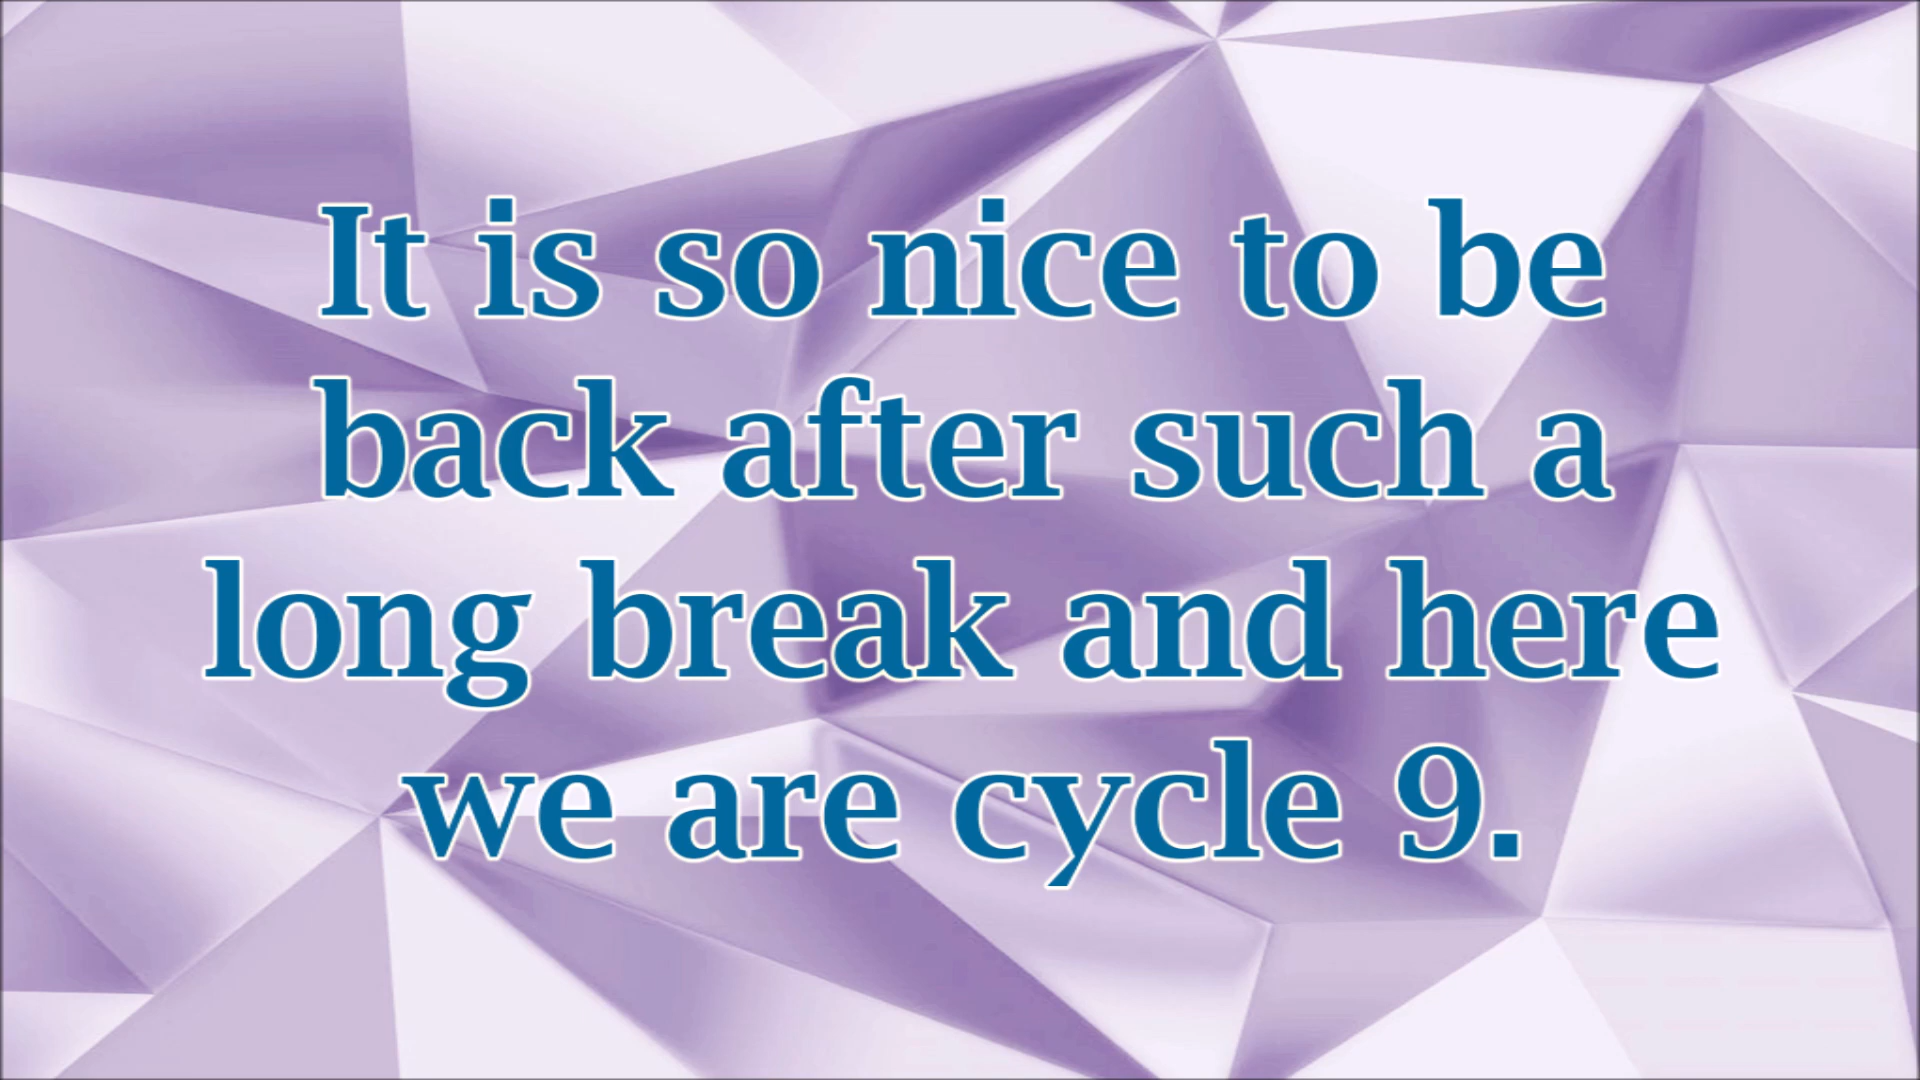 It is so nice to be
back after such a
long break and here
we are cycle 9.